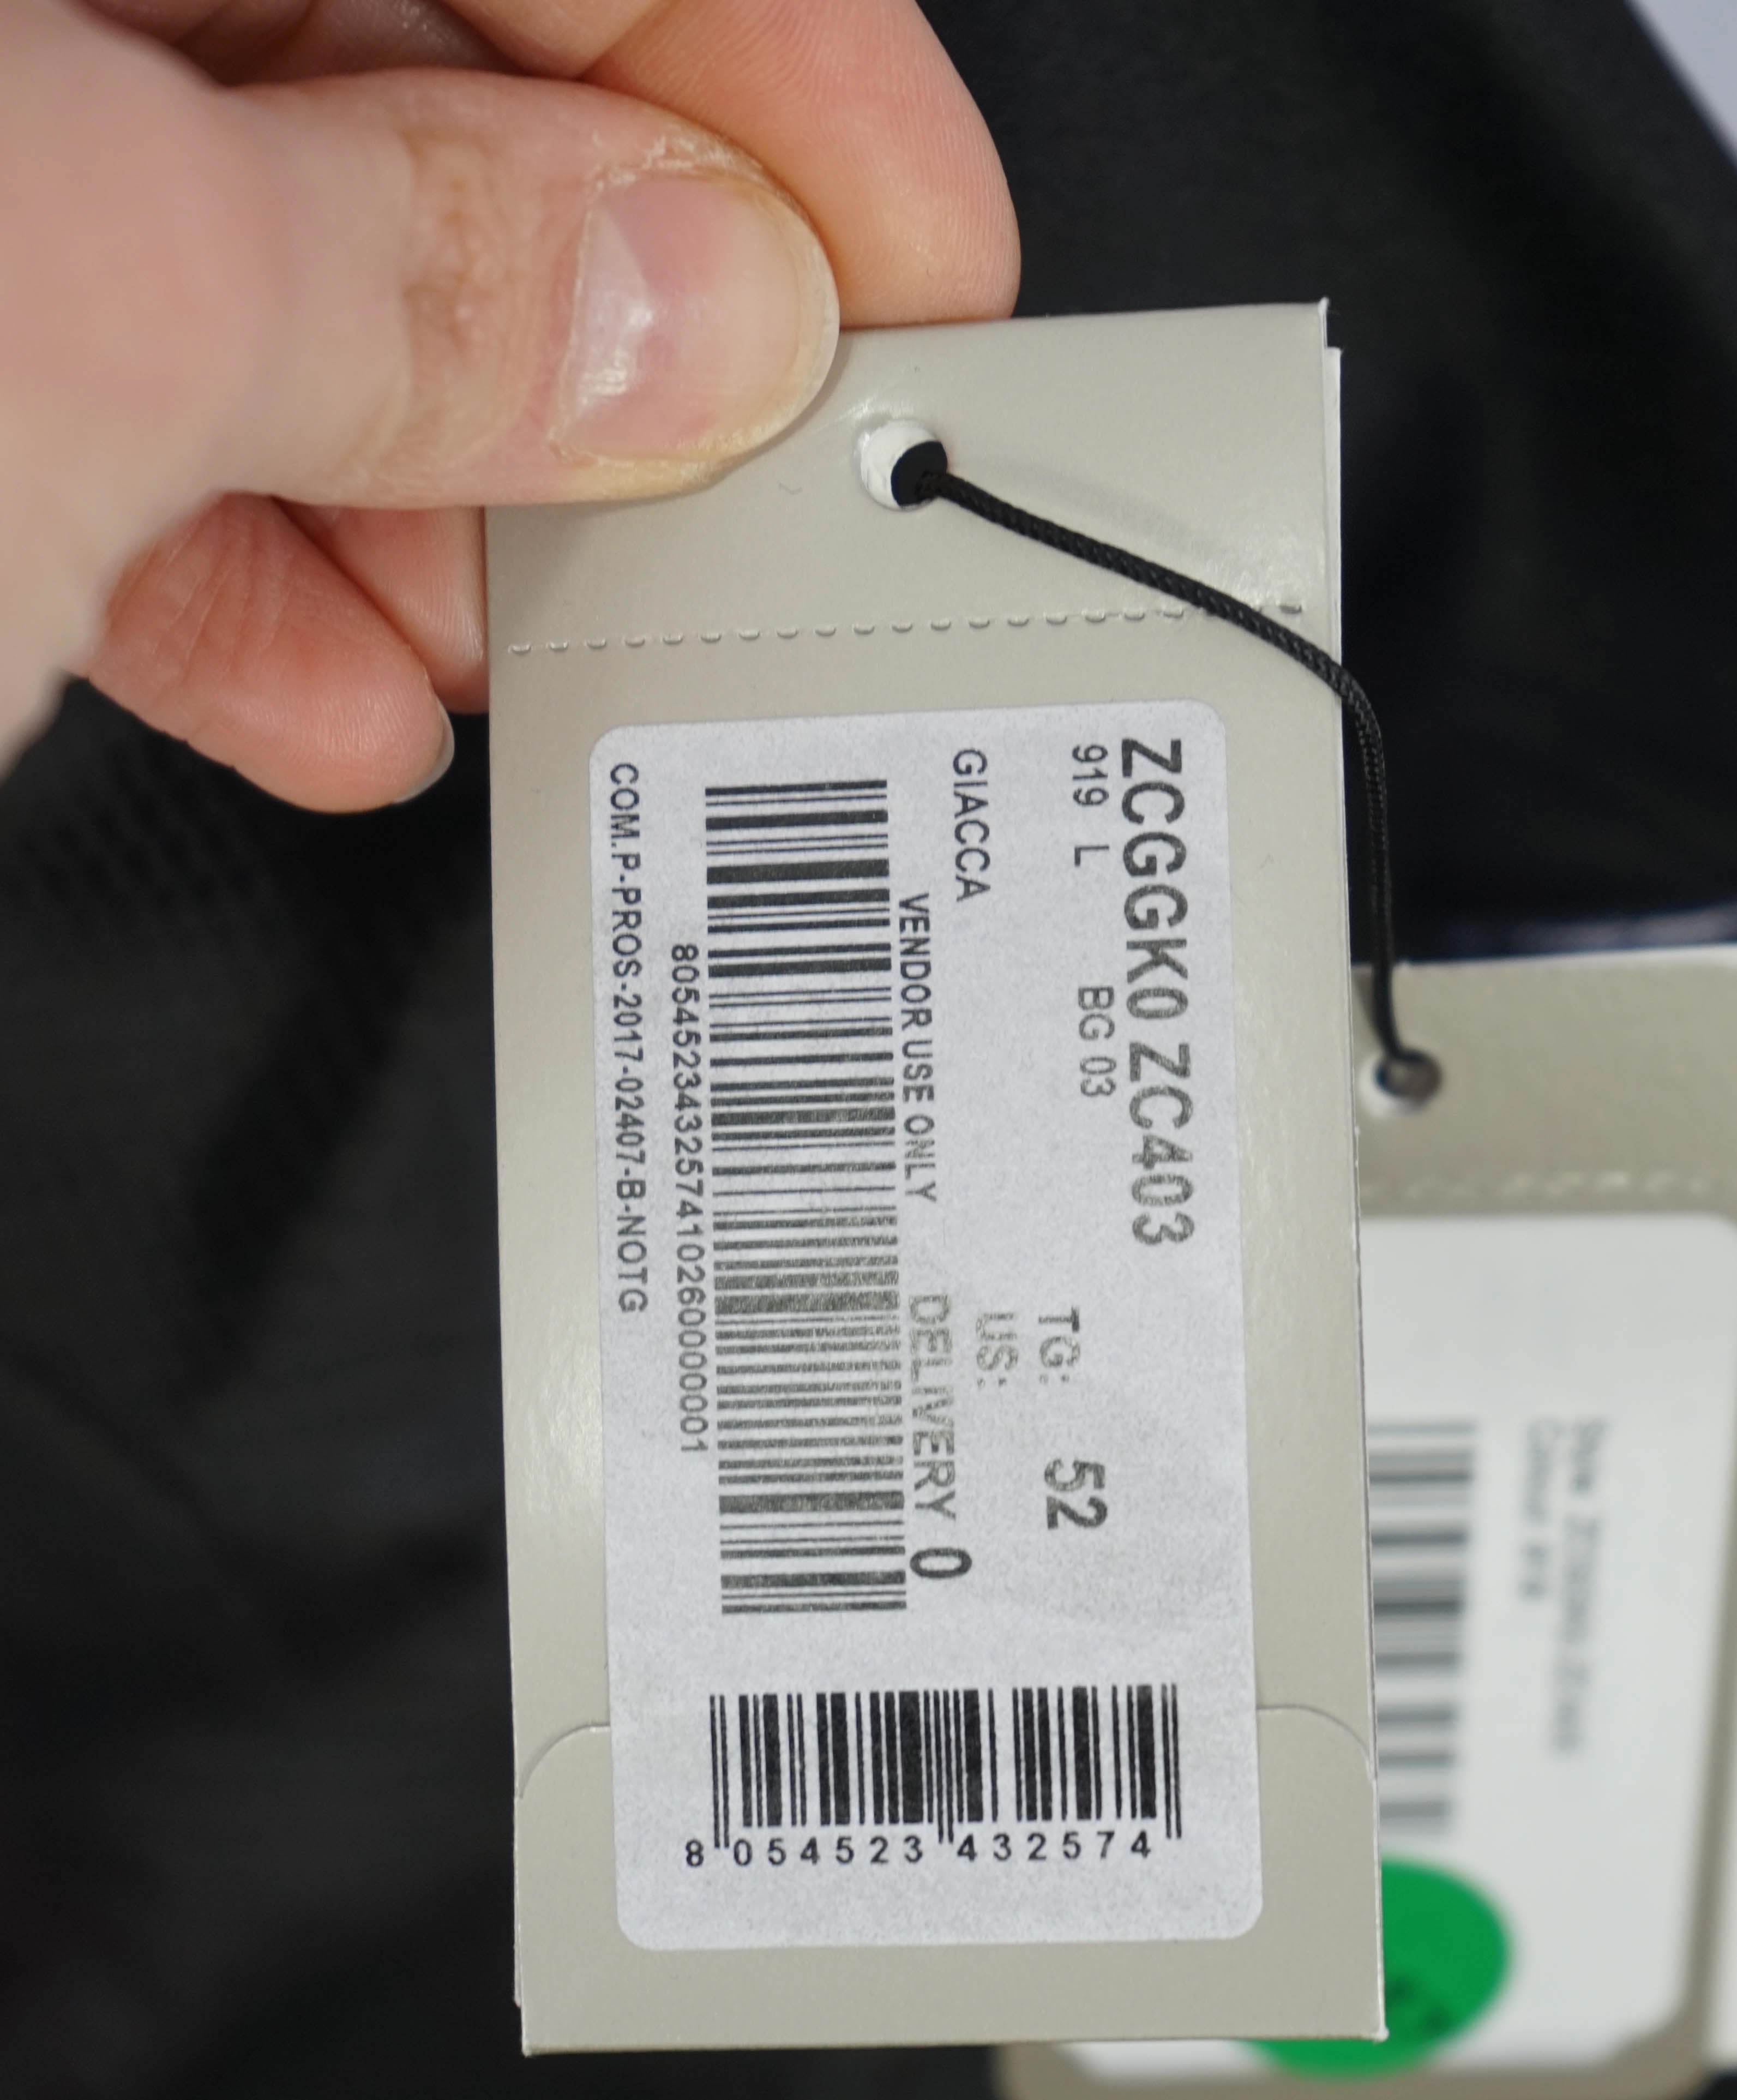 ZCGGK0 ZC403
919 L BG 03
TG: 52
US:
GIACCA
VENDOR USE ONLY DELIVERY 0
8054523432574102600000001
COM.P-PROS-2017-02407-B-NOTG
8 054523 432574